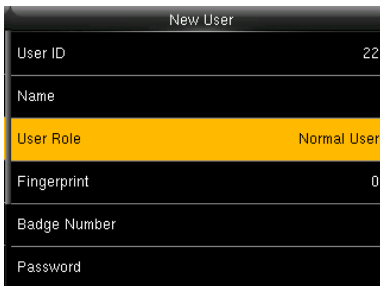 New User
User ID 22
Name
User Role Normal User
Fingerprint 0
Badge Number
Password